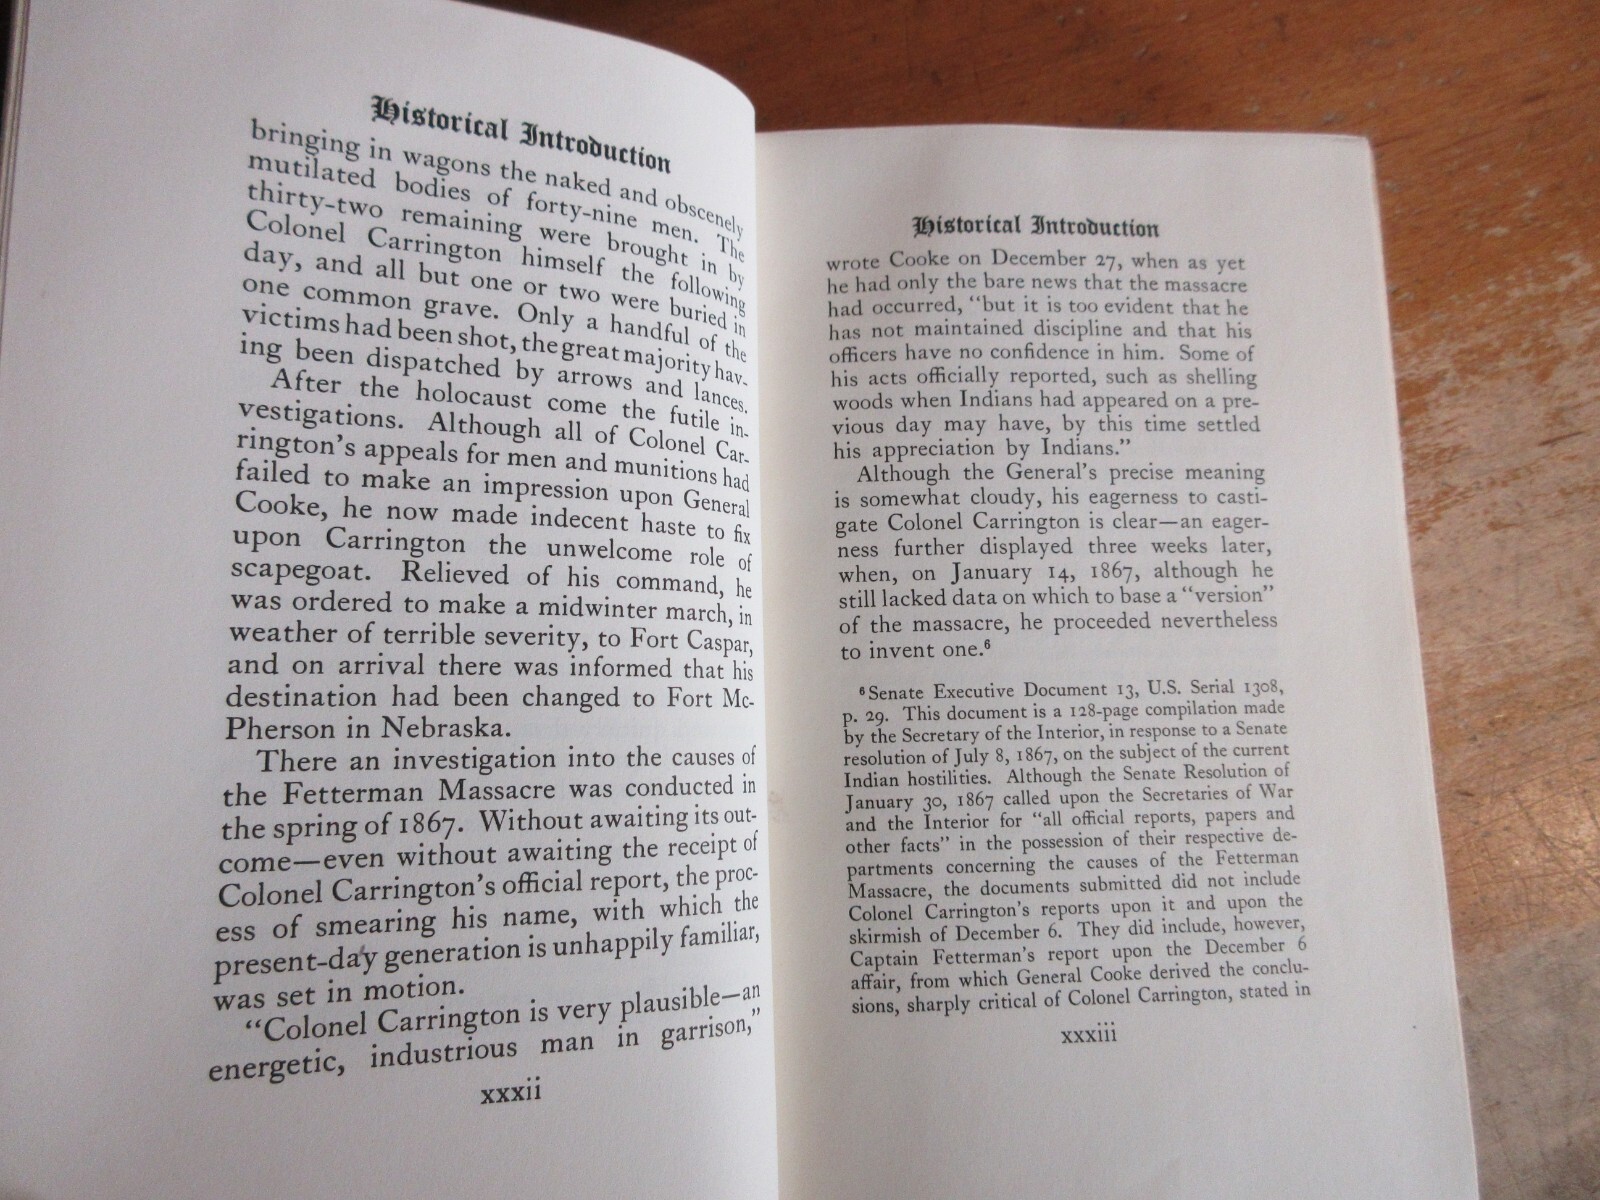 Historical Introduction
bringing in wagons the naked and obscenely
mutilated bodies of forty-nine men. The
thirty-two remaining were brought in by
Colonel Carrington himself the following
day, and all but one or two were buried in
one common grave. Only a handful of the
victims had been shot, the great majority hav-
ing been dispatched by arrows and lances.
After the holocaust come the futile in-
vestigations. Although all of Colonel Car-
rington's appeals for men and munitions had
failed to make an impression upon General
Cooke, he now made indecent haste to fix
upon Carrington the unwelcome role of
scapegoat. Relieved of his command, he
was ordered to make a midwinter march, in
weather of terrible severity, to Fort Caspar,
and on arrival there was informed that his
destination had been changed to Fort Mc-
Pherson in Nebraska.
There an investigation into the causes of
the Fetterman Massacre was conducted in
the spring of 1867. Without awaiting its out-
come—even without awaiting the receipt of
Colonel Carrington's official report, the proc-
ess of smearing his name, with which the
present-day generation is unhappily familiar,
was set in motion.
"Colonel Carrington is very plausible—an
energetic, industrious man in garrison,"
xxxii
Historical Introduction
wrote Cooke on December 27, when as yet
he had only the bare news that the massacre
had occurred, "but it is too evident that he
has not maintained discipline and that his
officers have no confidence in him. Some of
his acts officially reported, such as shelling
woods when Indians had appeared on a pre-
vious day may have, by this time settled
his appreciation by Indians."
Although the General's precise meaning
is somewhat cloudy, his eagerness to casti-
gate Colonel Carrington is clear—an eager-
ness further displayed three weeks later,
when, on January 14, 1867, although he
still lacked data on which to base a "version"
of the massacre, he proceeded nevertheless
to invent one.⁶
⁶ Senate Executive Document 13, U.S. Serial 1308,
p. 29. This document is a 128-page compilation made
by the Secretary of the Interior, in response to a Senate
resolution of July 8, 1867, on the subject of the current
Indian hostilities. Although the Senate Resolution of
January 30, 1867 called upon the Secretaries of War
and the Interior for "all official reports, papers and
other facts" in the possession of their respective de-
partments concerning the causes of the Fetterman
Massacre, the documents submitted did not include
Colonel Carrington's reports upon it and upon the
skirmish of December 6. They did include, however,
Captain Fetterman's report upon the December 6
affair, from which General Cooke derived the conclu-
sions, sharply critical of Colonel Carrington, stated in
xxxiii